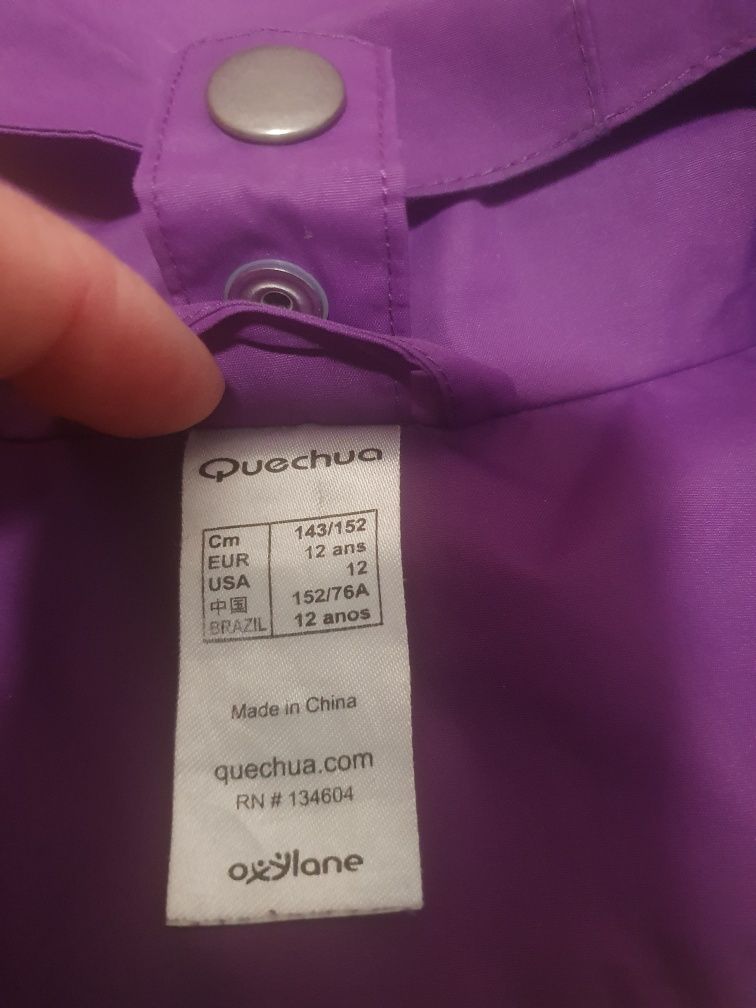 Quechua
Cm 143/152
EUR 12 ans
USA 12
中国 152/76A
BRAZIL 12 anos
Made in China
quechua.com
RN # 134604
oxylane